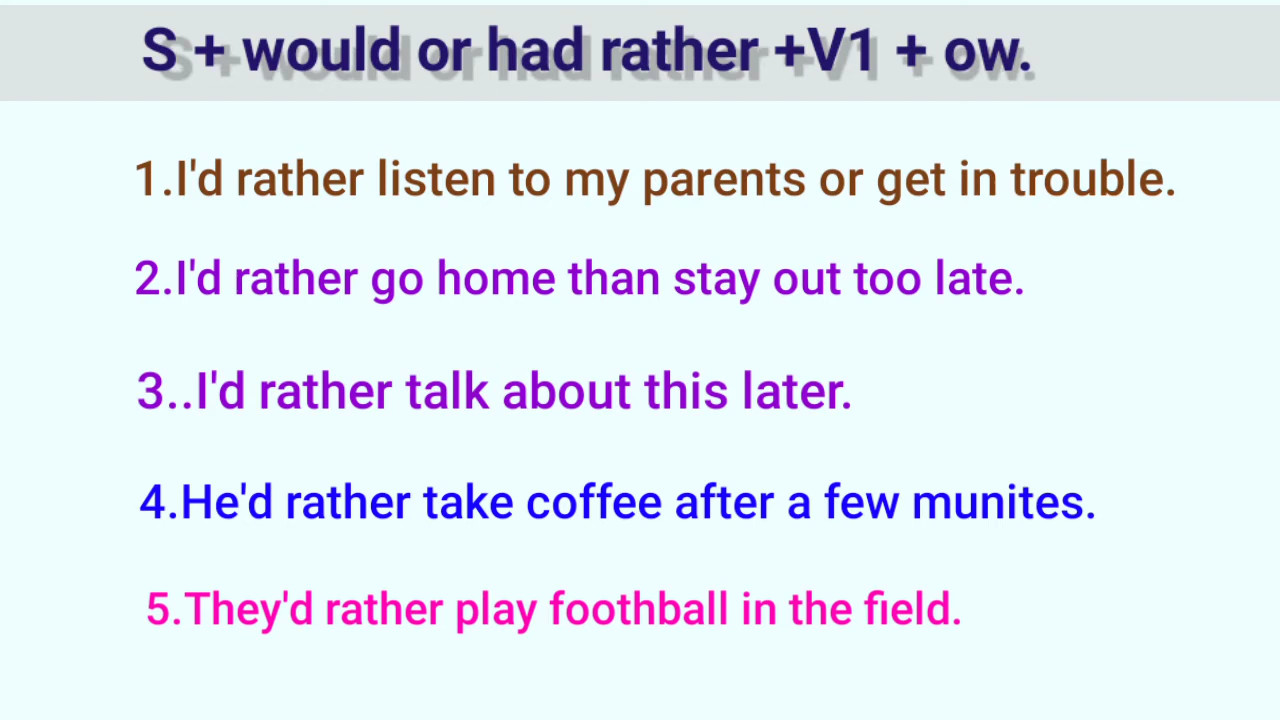 S + would or had rather +V1 + ow.
1.I'd rather listen to my parents or get in trouble.
2.I'd rather go home than stay out too late.
3..I'd rather talk about this later.
4.He'd rather take coffee after a few munites.
5.They'd rather play foothball in the field.